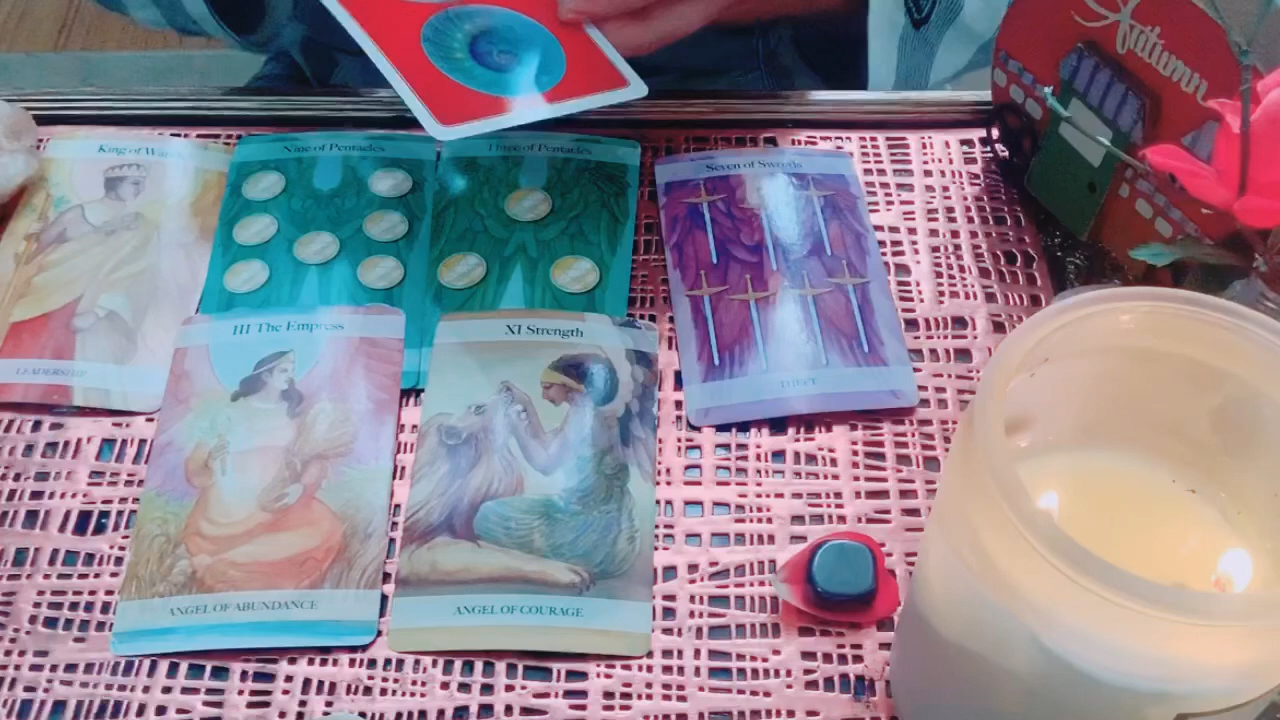 Autumn
King of Wands
Nine of Pentacles
Three of Pentacles
Seven of Swords
LEADERSHIP
III The Empress
XI Strength
THEFT
ANGEL OF ABUNDANCE
ANGEL OF COURAGE